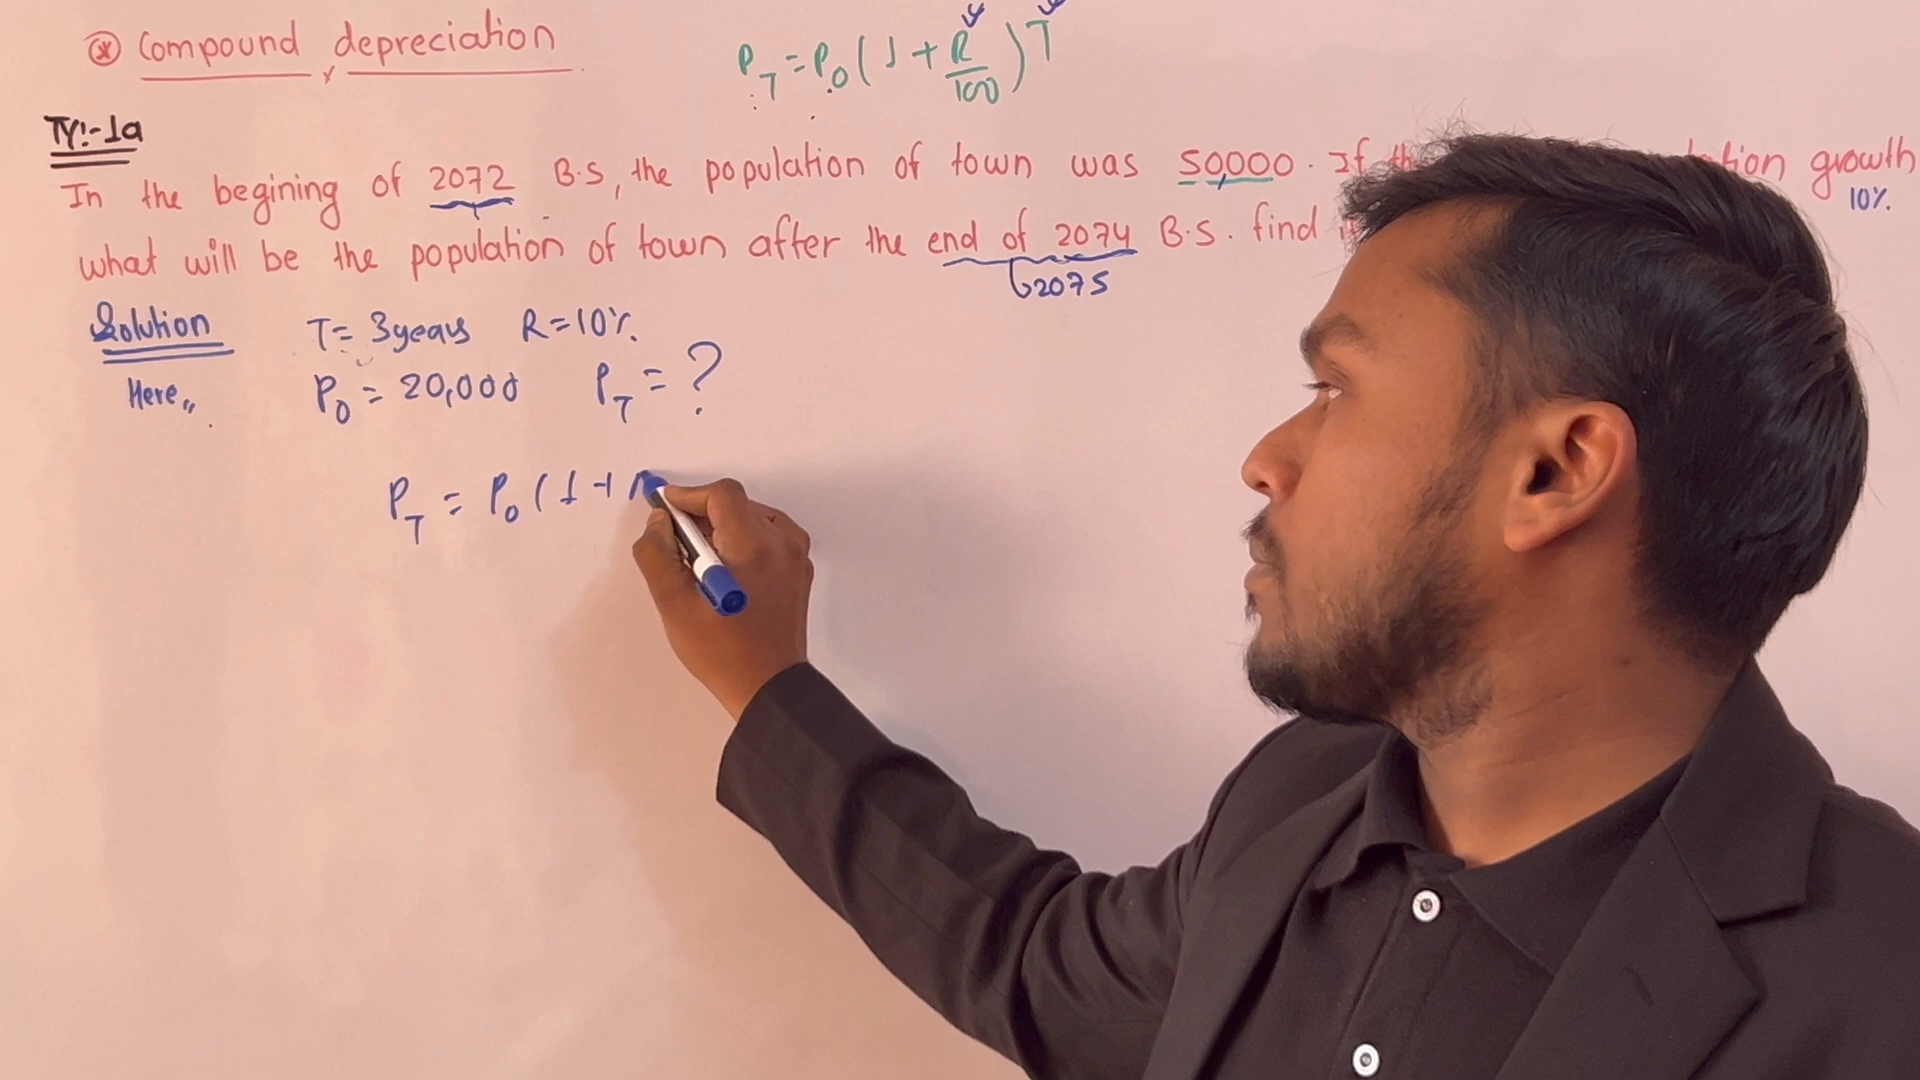 ⊛ Compound depreciation
P_T = P_0 (1 + R/100)^T
TY:-1a
In the begining of 2072 B.S, the population of town was 50000. If lation growth 10%.
what will be the population of town after the end of 2074 B.S. find
2075
Solution T = 3years R = 10%.
Here,, P_0 = 20,000 P_T = ?
P_T = P_0 ( 1 +